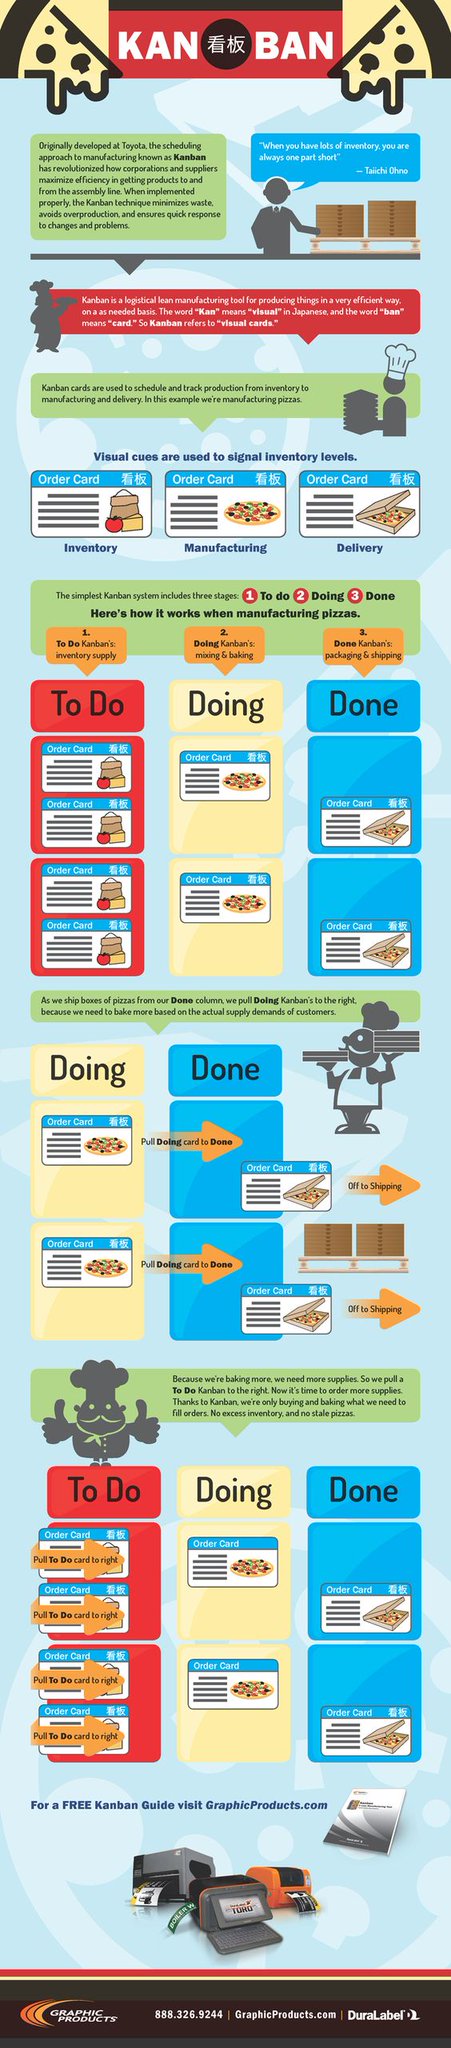 KAN 看板 BAN
Originally developed at Toyota, the scheduling
approach to manufacturing known as Kanban
has revolutionized how corporations and suppliers
maximize efficiency in getting products to and
from the assembly line. When implemented
properly, the Kanban technique minimizes waste,
avoids overproduction, and ensures quick response
to changes and problems.
"When you have lots of inventory, you are
always one part short"
— Taiichi Ohno
Kanban is a logistical lean manufacturing tool for producing things in a very efficient way,
on a as needed basis. The word "Kan" means "visual" in Japanese, and the word "ban"
means "card." So Kanban refers to "visual cards."
Kanban cards are used to schedule and track production from inventory to
manufacturing and delivery. In this example we're manufacturing pizzas.
Visual cues are used to signal inventory levels.
Order Card 看板
Order Card 看板
Order Card 看板
Inventory
Manufacturing
Delivery
The simplest Kanban system includes three stages: 1 To do 2 Doing 3 Done
Here's how it works when manufacturing pizzas.
1.
To Do Kanban's:
inventory supply
2.
Doing Kanban's:
mixing & baking
3.
Done Kanban's:
packaging & shipping
To Do
Doing
Done
Order Card 看板
Order Card 看板
Order Card 看板
Order Card 看板
Order Card 看板
Order Card 看板
Order Card 看板
Order Card 看板
As we ship boxes of pizzas from our Done column, we pull Doing Kanban's to the right,
because we need to bake more based on the actual supply demands of customers.
Doing
Done
Order Card 看板
Pull Doing card to Done
Order Card 看板
Off to Shipping
Order Card 看板
Pull Doing card to Done
Order Card 看板
Off to Shipping
Because we're baking more, we need more supplies. So we pull a
To Do Kanban to the right. Now it's time to order more supplies.
Thanks to Kanban, we're only buying and baking what we need to
fill orders. No excess inventory, and no stale pizzas.
To Do
Doing
Done
Order Card 看板
Pull To Do card to right
Order Card 看板
Pull To Do card to right
Order Card 看板
Pull To Do card to right
Order Card 看板
Pull To Do card to right
Order Card
Order Card
Order Card 看板
Order Card 看板
For a FREE Kanban Guide visit GraphicProducts.com
Kanban
TORO
BOILER
GRAPHIC
PRODUCTS
888.326.9244 | GraphicProducts.com | DuraLabel